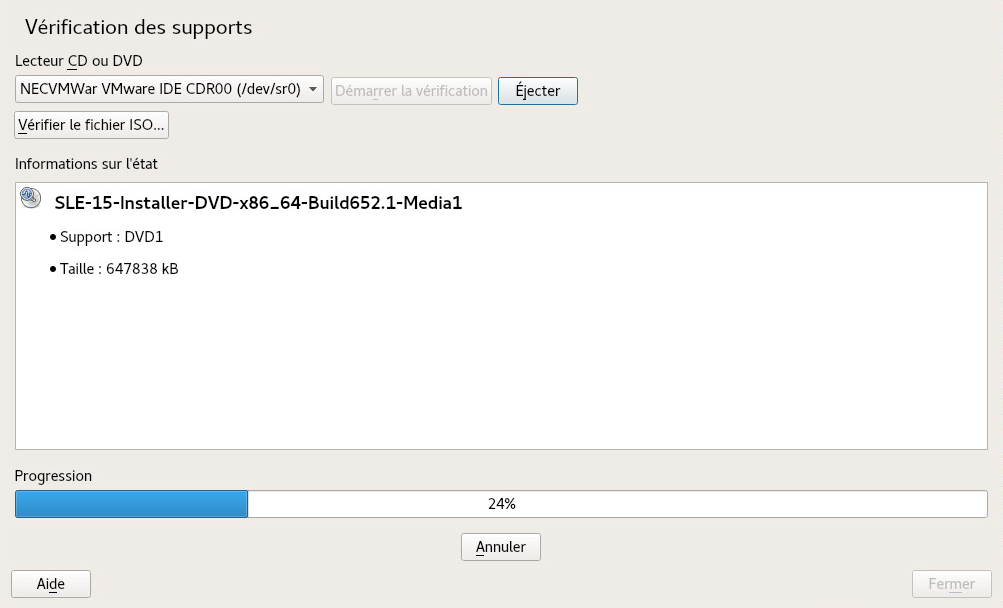 Vérification des supports
Lecteur CD ou DVD
NECVMWar VMware IDE CDR00 (/dev/sr0) Démarrer la vérification Éjecter
Vérifier le fichier ISO...
Informations sur l'état
SLE-15-Installer-DVD-x86_64-Build652.1-Media1
• Support : DVD1
• Taille : 647838 kB
Progression
24%
Annuler
Aide Fermer